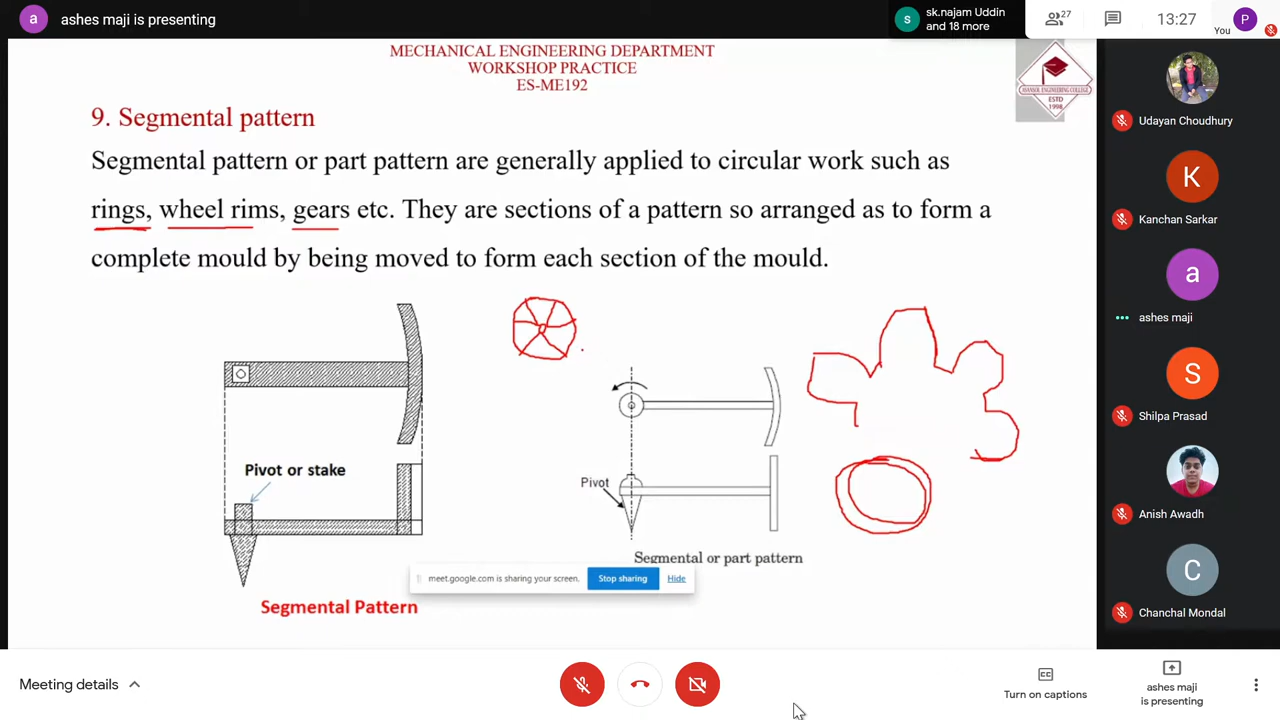 a
ashes maji is presenting
s
sk.najam Uddin
and 18 more
27
13:27
You
P
MECHANICAL ENGINEERING DEPARTMENT
WORKSHOP PRACTICE
ES-ME192
ASANSOL ENGINEERING COLLEGE
ESTD
1998
9. Segmental pattern
Segmental pattern or part pattern are generally applied to circular work such as
rings, wheel rims, gears etc. They are sections of a pattern so arranged as to form a
complete mould by being moved to form each section of the mould.
Pivot or stake
Segmental Pattern
Pivot
Segmental or part pattern
meet.google.com is sharing your screen.
Stop sharing
Hide
Udayan Choudhury
K
Kanchan Sarkar
a
ashes maji
S
Shilpa Prasad
Anish Awadh
C
Chanchal Mondal
Meeting details
Turn on captions
ashes maji
is presenting